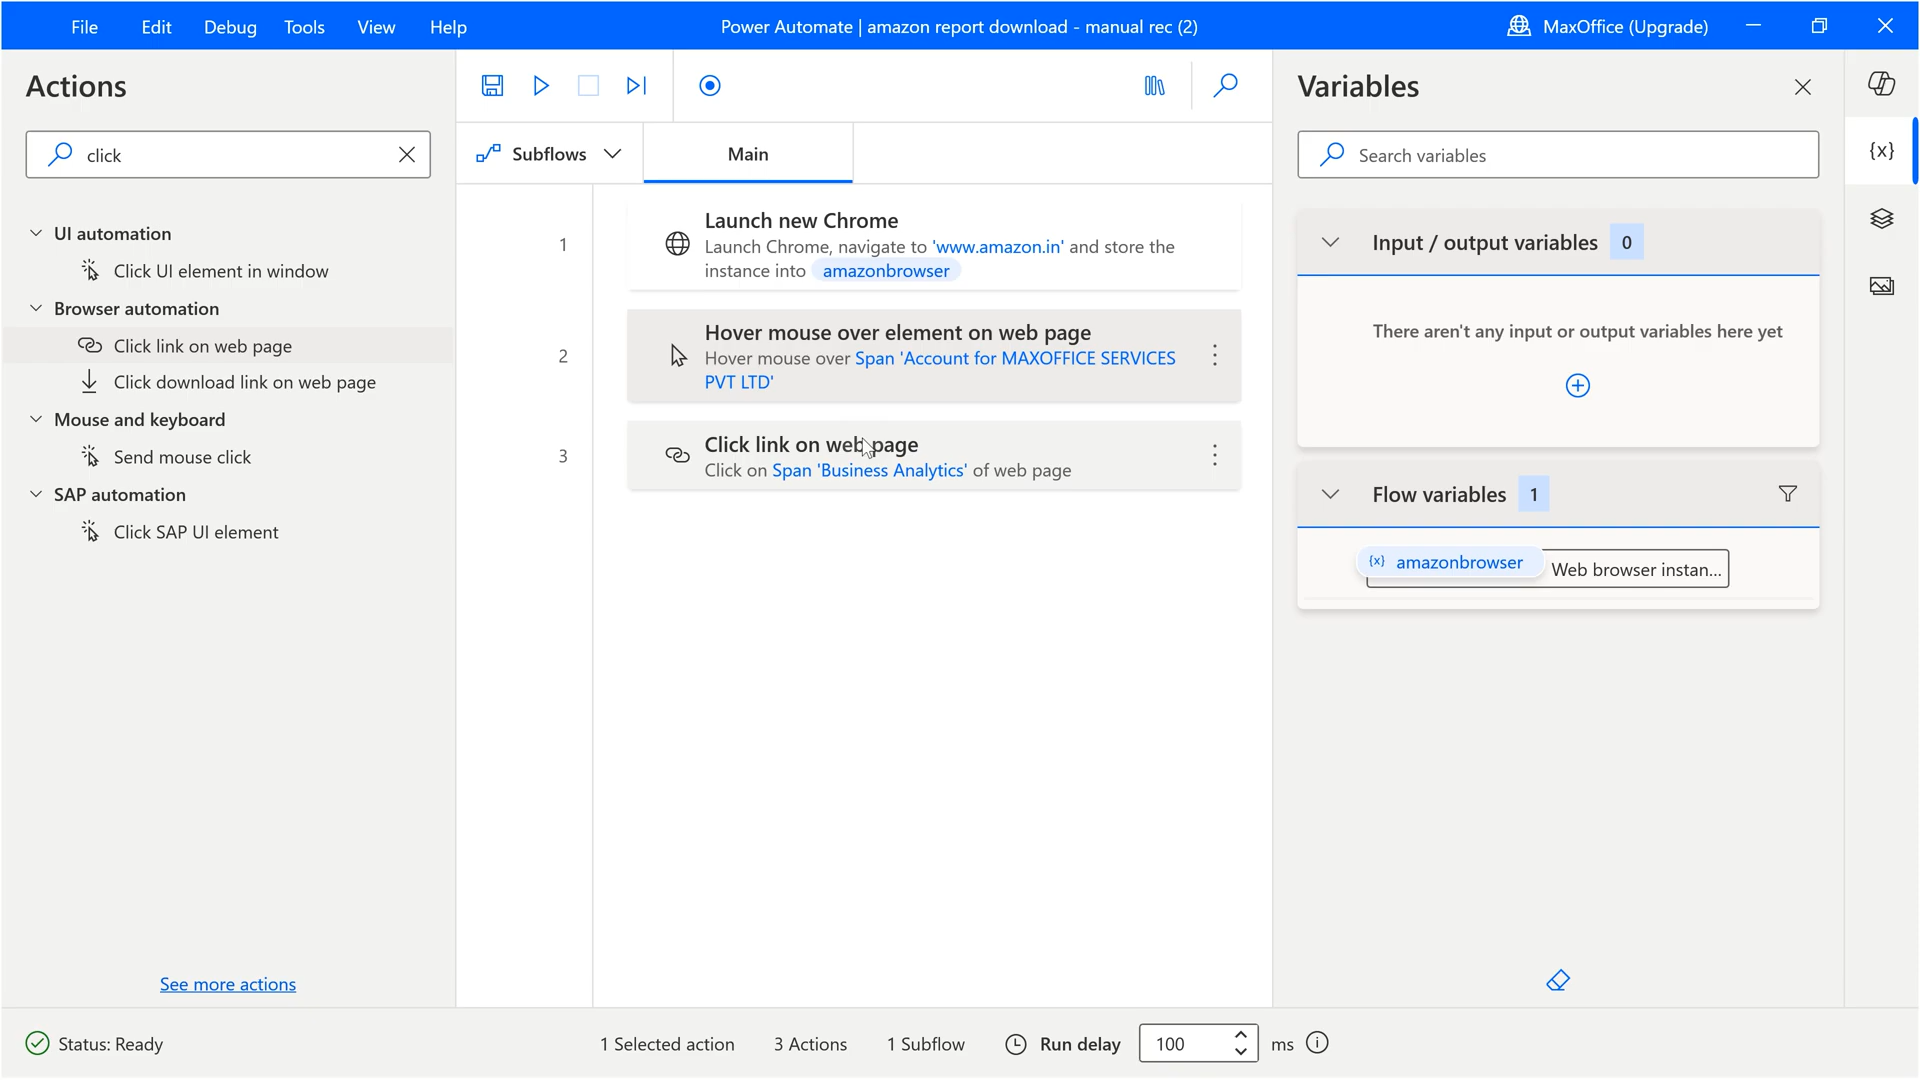 File Edit Debug Tools View Help
Power Automate | amazon report download - manual rec (2)
MaxOffice (Upgrade)
Actions
click
UI automation
Click UI element in window
Browser automation
Click link on web page
Click download link on web page
Mouse and keyboard
Send mouse click
SAP automation
Click SAP UI element
See more actions
Subflows
Main
1
Launch new Chrome
Launch Chrome, navigate to 'www.amazon.in' and store the
instance into amazonbrowser
2
Hover mouse over element on web page
Hover mouse over Span 'Account for MAXOFFICE SERVICES
PVT LTD'
3
Click link on web page
Click on Span 'Business Analytics' of web page
Variables
{x}
Search variables
Input / output variables 0
There aren't any input or output variables here yet
Flow variables 1
{x} amazonbrowser Web browser instan...
Status: Ready
1 Selected action
3 Actions
1 Subflow
Run delay
100
ms